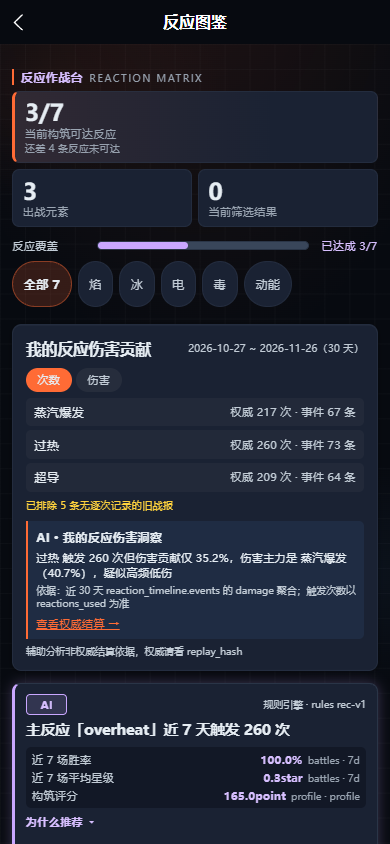 反应图鉴
反应作战台 REACTION MATRIX
3/7
当前构筑可达反应
还差 4 条反应未可达
3
出战元素
0
当前筛选结果
反应覆盖 已达成 3/7
全部 7 焰 冰 电 毒 动能
我的反应伤害贡献 2026-10-27 ~ 2026-11-26（30 天）
次数 伤害
蒸汽爆发 权威 217 次 · 事件 67 条
过热 权威 260 次 · 事件 73 条
超导 权威 209 次 · 事件 64 条
已排除 5 条无逐次记录的旧战报
AI · 我的反应伤害洞察
过热 触发 260 次但伤害贡献仅 35.2%，伤害主力是 蒸汽爆发
（40.7%），疑似高频低伤
依据：近 30 天 reaction_timeline.events 的 damage 聚合；触发次数以
reactions_used 为准
查看权威结算 →
辅助分析非权威结算依据，权威请看 replay_hash
AI 规则引擎 · rules rec-v1
主反应「overheat」近 7 天触发 260 次
近 7 场胜率 100.0% battles · 7d
近 7 场平均星级 0.3star battles · 7d
构筑评分 165.0point profile · profile
为什么推荐